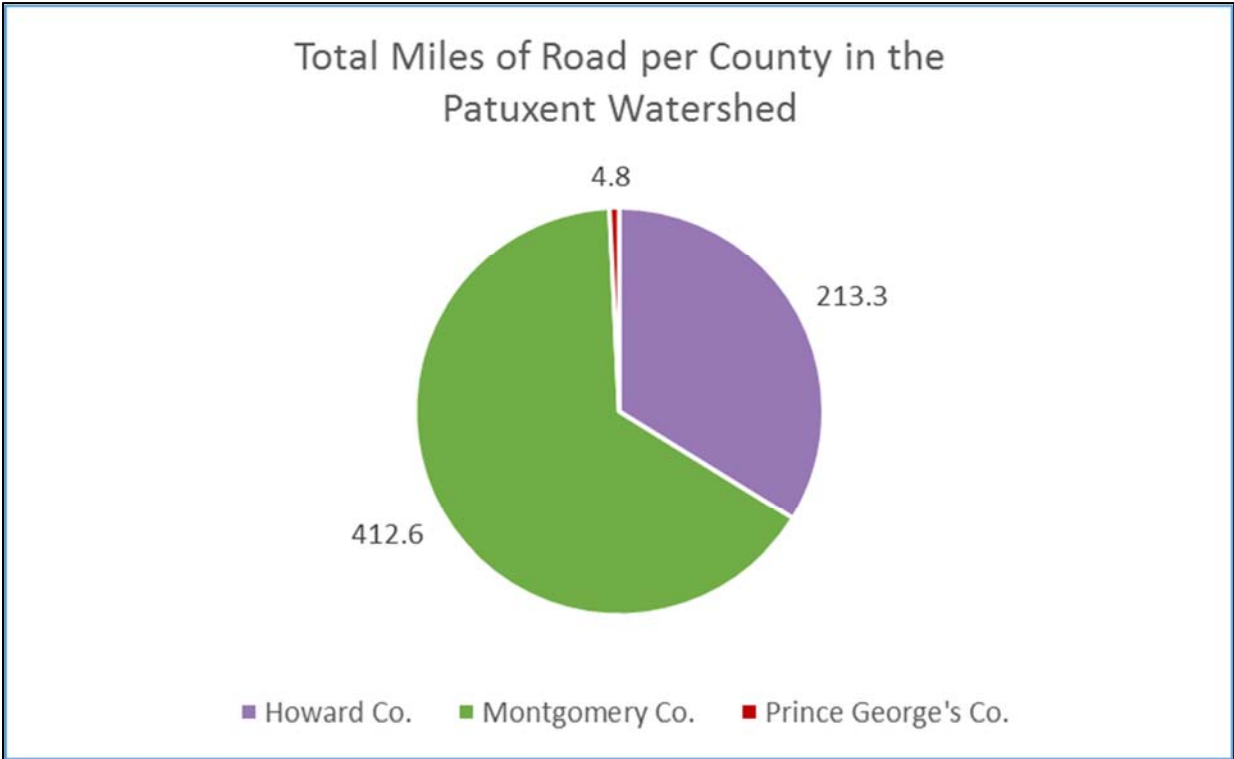 Total Miles of Road per County in the
Patuxent Watershed
4.8
213.3
412.6
Howard Co. Montgomery Co. Prince George's Co.